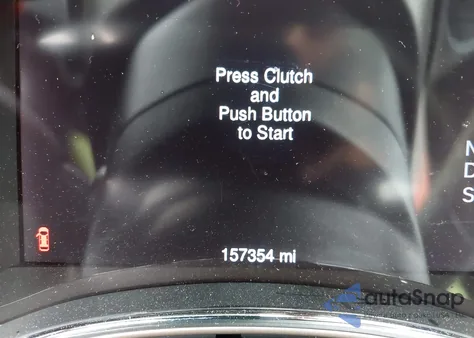 Press Clutch
and
Push Button
to Start
N
D
S
157354 mi
autoSnap